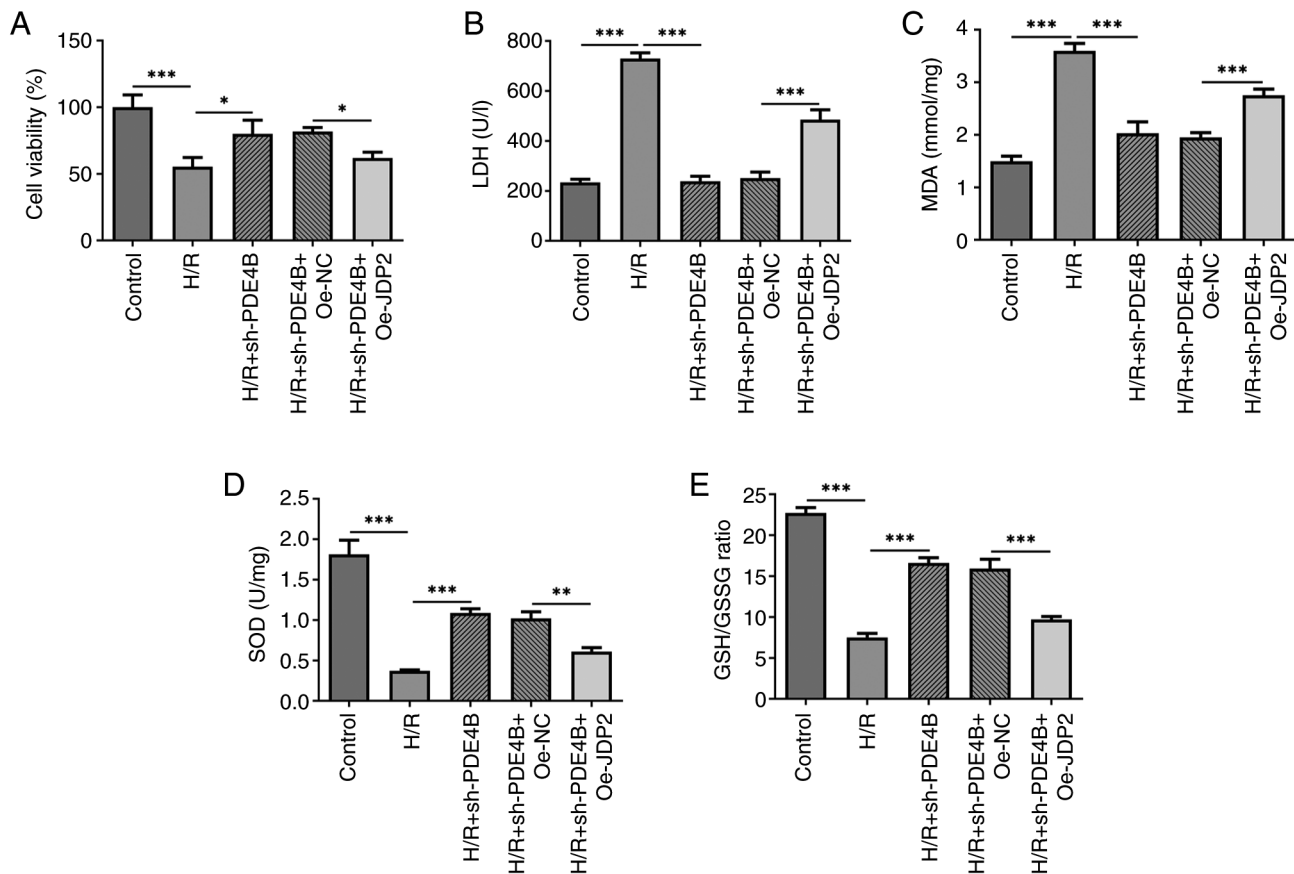 A
Cell viability (%)
150
100
50
0
***
*
*
Control
H/R
H/R+sh-PDE4B
H/R+sh-PDE4B+
Oe-NC
H/R+sh-PDE4B+
Oe-JDP2
B
LDH (U/l)
800
600
400
200
0
***
***
***
Control
H/R
H/R+sh-PDE4B
H/R+sh-PDE4B+
Oe-NC
H/R+sh-PDE4B+
Oe-JDP2
C
MDA (mmol/mg)
4
3
2
1
0
***
***
***
Control
H/R
H/R+sh-PDE4B
H/R+sh-PDE4B+
Oe-NC
H/R+sh-PDE4B+
Oe-JDP2
D
SOD (U/mg)
2.5
2.0
1.5
1.0
0.5
0.0
***
***
**
Control
H/R
H/R+sh-PDE4B
H/R+sh-PDE4B+
Oe-NC
H/R+sh-PDE4B+
Oe-JDP2
E
GSH/GSSG ratio
25
20
15
10
5
0
***
***
***
Control
H/R
H/R+sh-PDE4B
H/R+sh-PDE4B+
Oe-NC
H/R+sh-PDE4B+
Oe-JDP2